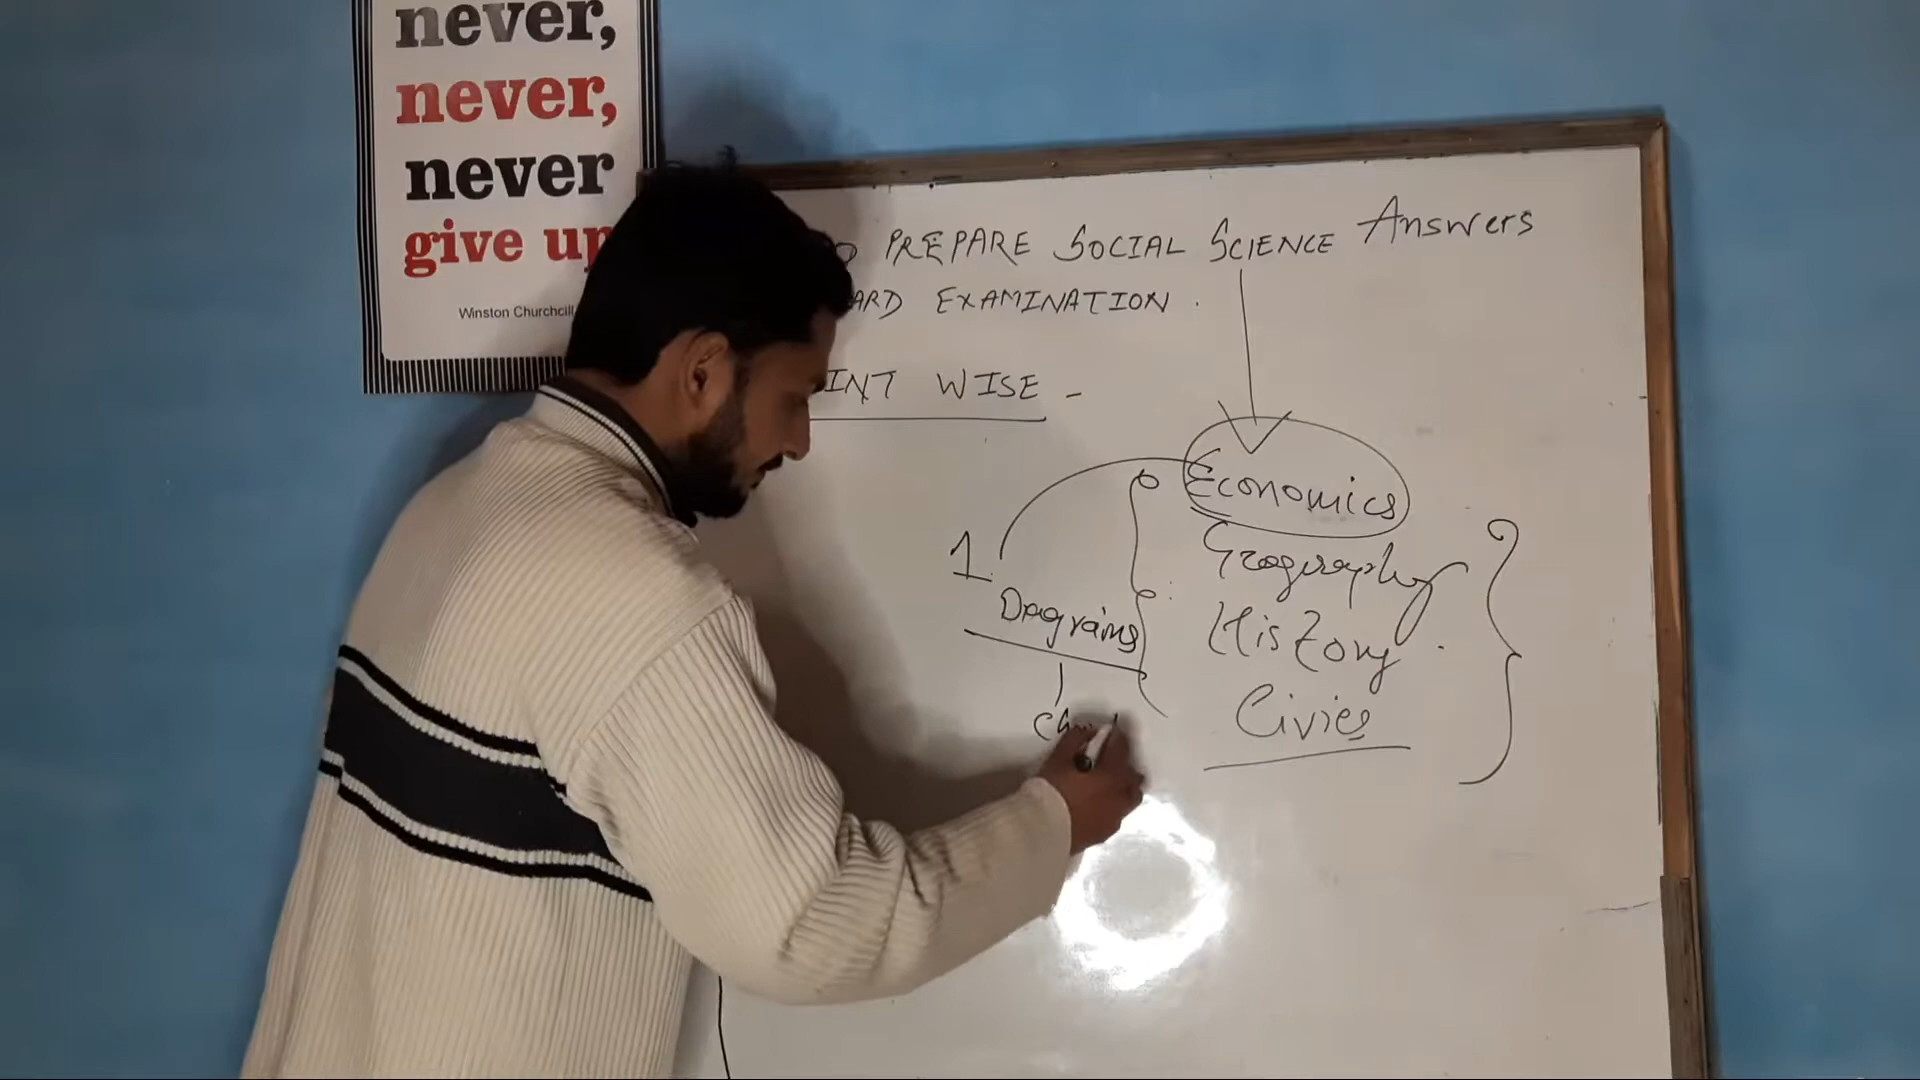 never,
never,
never
give up
Winston Churchcill
PREPARE SOCIAL SCIENCE Answers
ARD EXAMINATION .
INT WISE -
Economics
1.
Geography
Diagrams
History
Civics